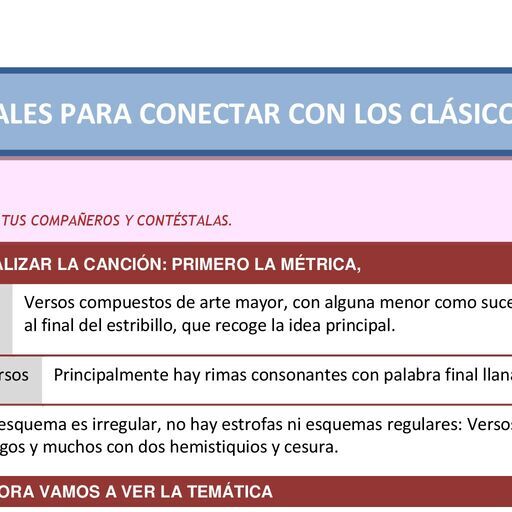 ALES PARA CONECTAR CON LOS CLÁSICO
TUS COMPAÑEROS Y CONTÉSTALAS.
ALIZAR LA CANCIÓN: PRIMERO LA MÉTRICA,
Versos compuestos de arte mayor, con alguna menor como suce
al final del estribillo, que recoge la idea principal.
rsos Principalmente hay rimas consonantes con palabra final llana
esquema es irregular, no hay estrofas ni esquemas regulares: Verso
gos y muchos con dos hemistiquios y cesura.
ORA VAMOS A VER LA TEMÁTICA